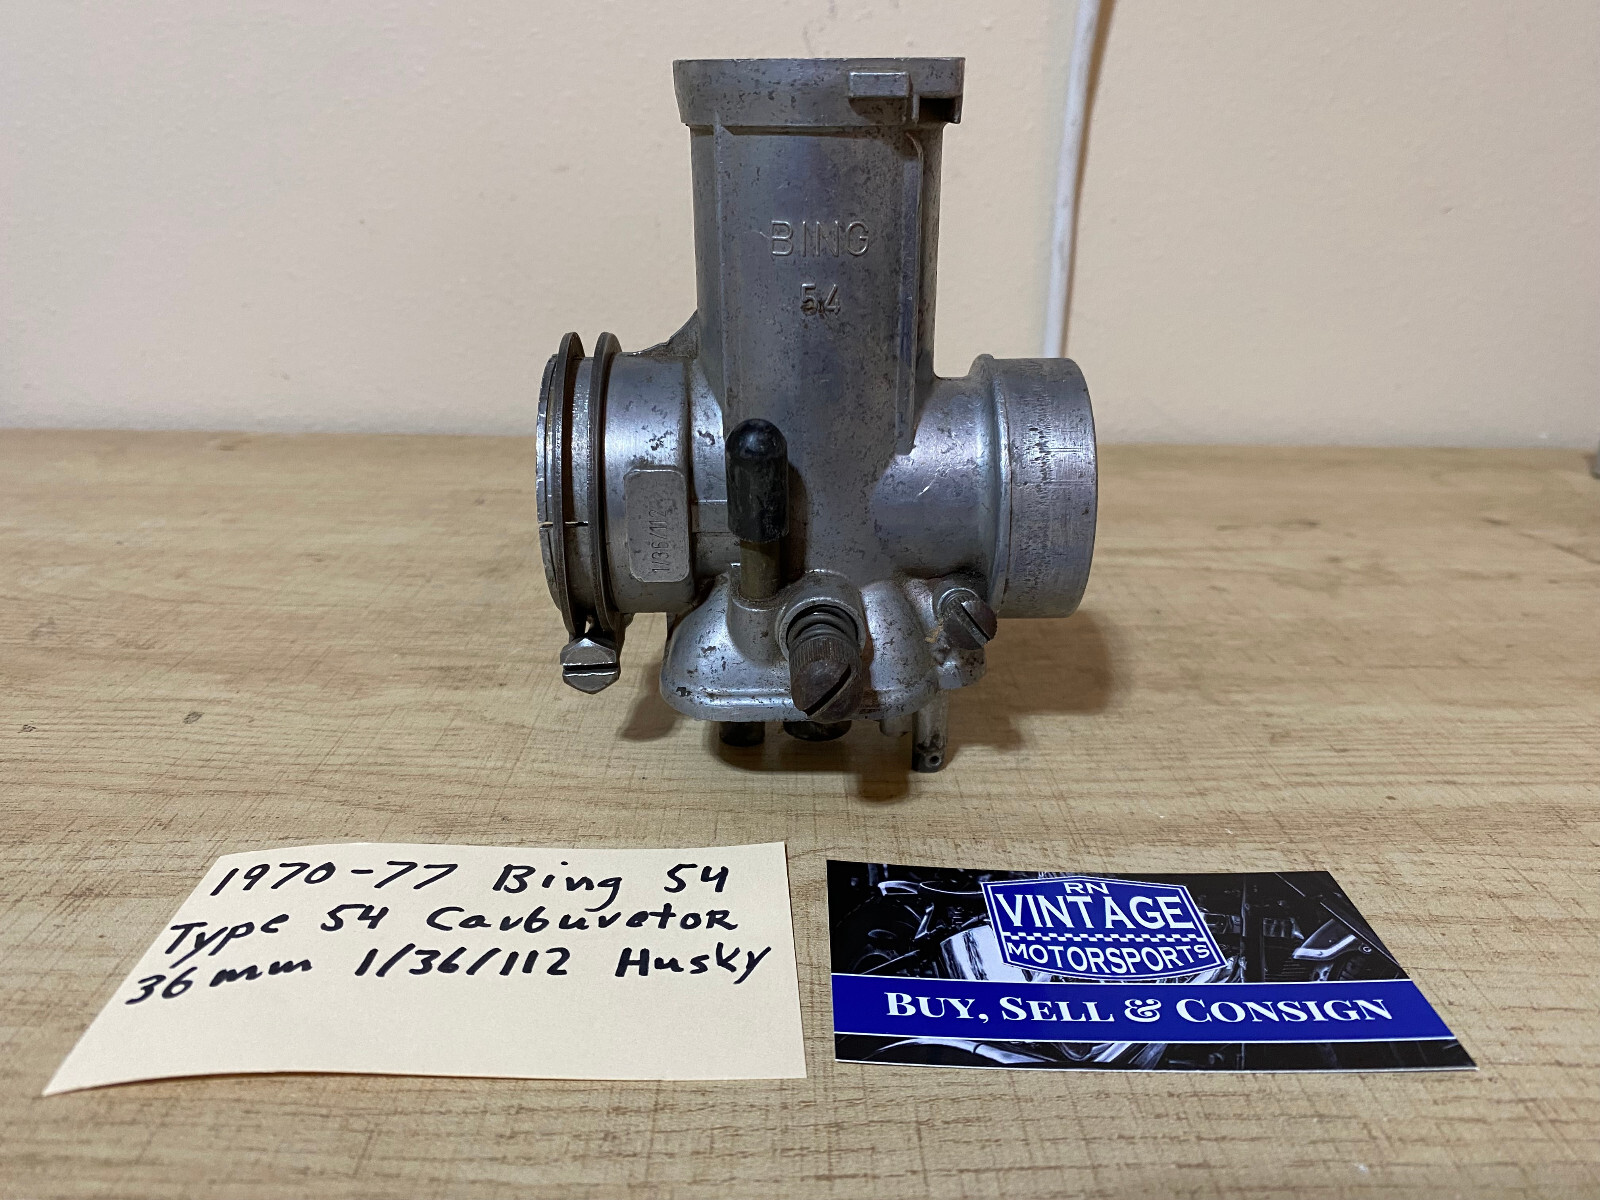 BING
54
1/36/112
1970-77 Bing 54
Type 54 Carburetor
36mm 1/36/112 Husky
RN
VINTAGE
MOTORSPORTS
BUY, SELL & CONSIGN